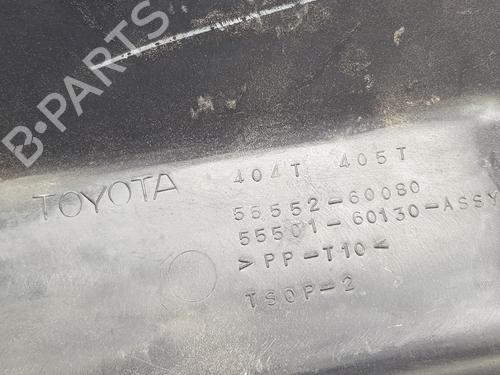 B-PARTS
TOYOTA
404T 405T
55552-60080
55501-60130-ASSY
>PP-T10<
TSOP-2